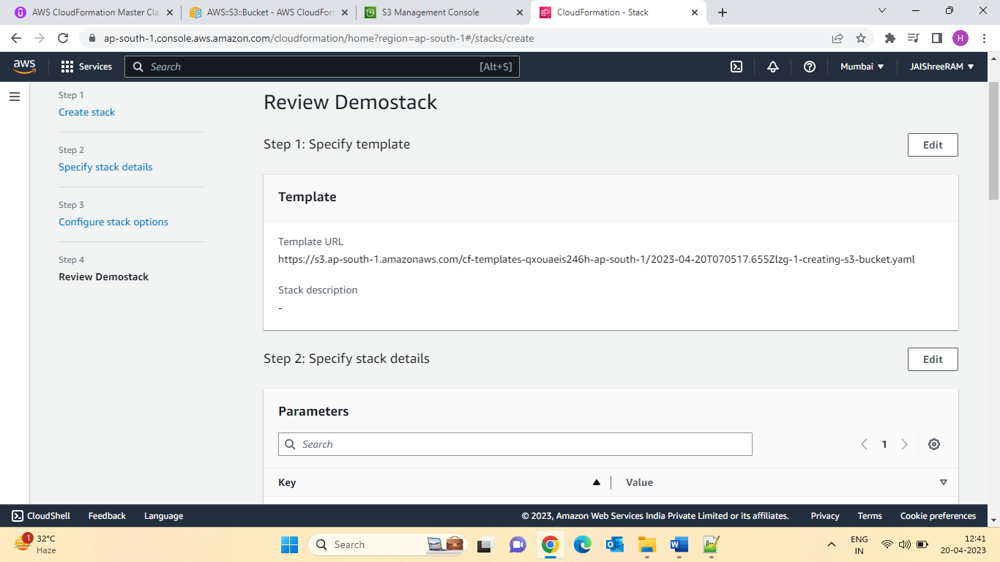 AWS CloudFormation Master Cla
AWS::S3::Bucket - AWS CloudForm
S3 Management Console
CloudFormation - Stack
ap-south-1.console.aws.amazon.com/cloudformation/home?region=ap-south-1#/stacks/create
H
aws
Services
Search
[Alt+S]
Mumbai
JAIShreeRAM
Step 1
Create stack
Step 2
Specify stack details
Step 3
Configure stack options
Step 4
Review Demostack
Review Demostack
Step 1: Specify template
Edit
Template
Template URL
https://s3.ap-south-1.amazonaws.com/cf-templates-qxouaeis246h-ap-south-1/2023-04-20T070517.655Zlzg-1-creating-s3-bucket.yaml
Stack description
-
Step 2: Specify stack details
Edit
Parameters
Search
1
Key
Value
CloudShell
Feedback
Language
© 2023, Amazon Web Services India Private Limited or its affiliates.
Privacy
Terms
Cookie preferences
1
32°C
Haze
Search
ENG
IN
12:41
20-04-2023